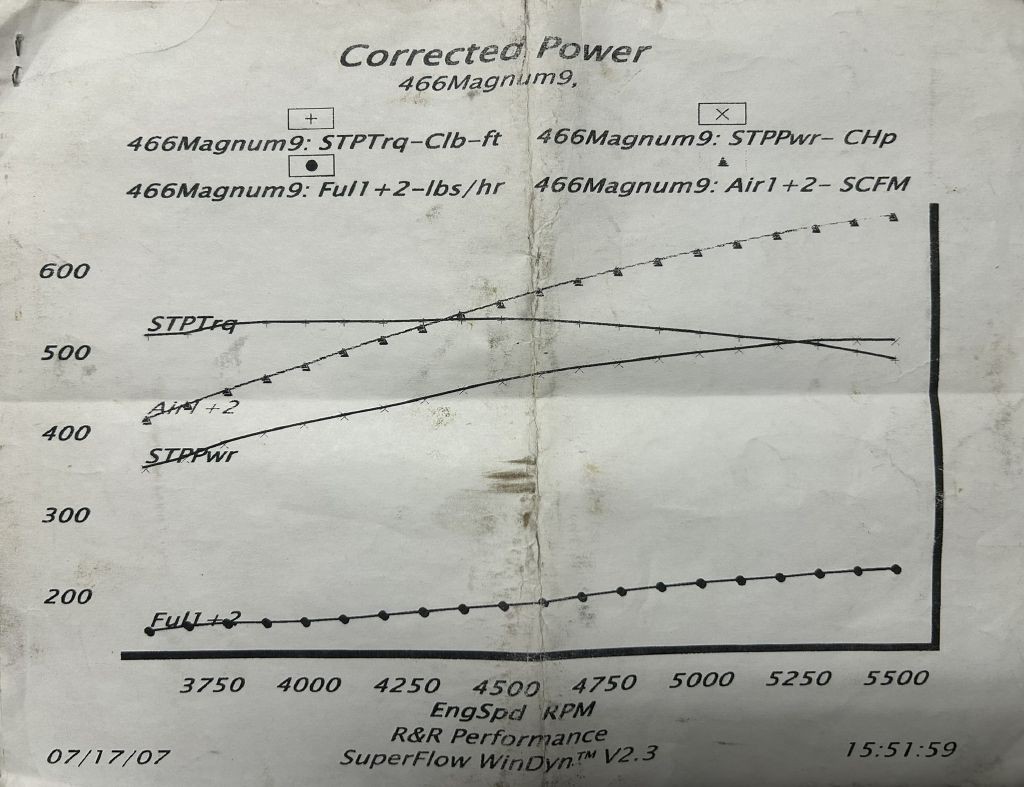 Corrected Power
466Magnum9,
466Magnum9: STPTrq-Clb-ft
466Magnum9: STPPwr- CHp
466Magnum9: Ful1+2-lbs/hr
466Magnum9: Air1+2- SCFM
600
STPTrq
500
Air1+2
400
STPPwr
300
200
Ful1+2
3750 4000 4250 4500 4750 5000 5250 5500
EngSpd RPM
R&R Performance
07/17/07 SuperFlow WinDyn™ V2.3 15:51:59